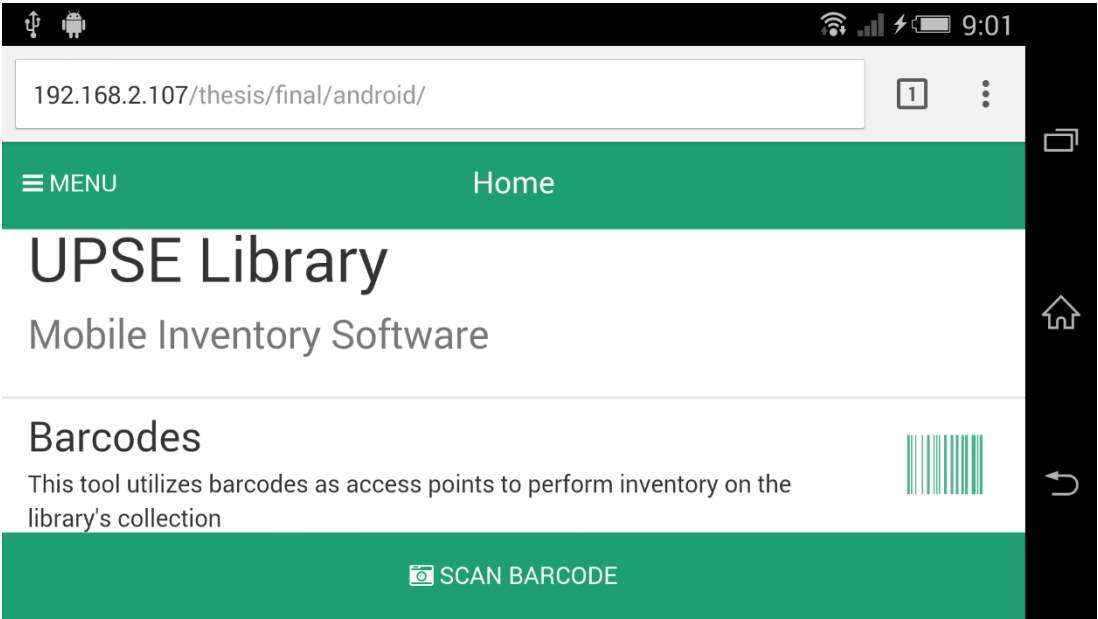 9:01
192.168.2.107/thesis/final/android/
1
MENU
Home
UPSE Library
Mobile Inventory Software
Barcodes
This tool utilizes barcodes as access points to perform inventory on the
library's collection
SCAN BARCODE